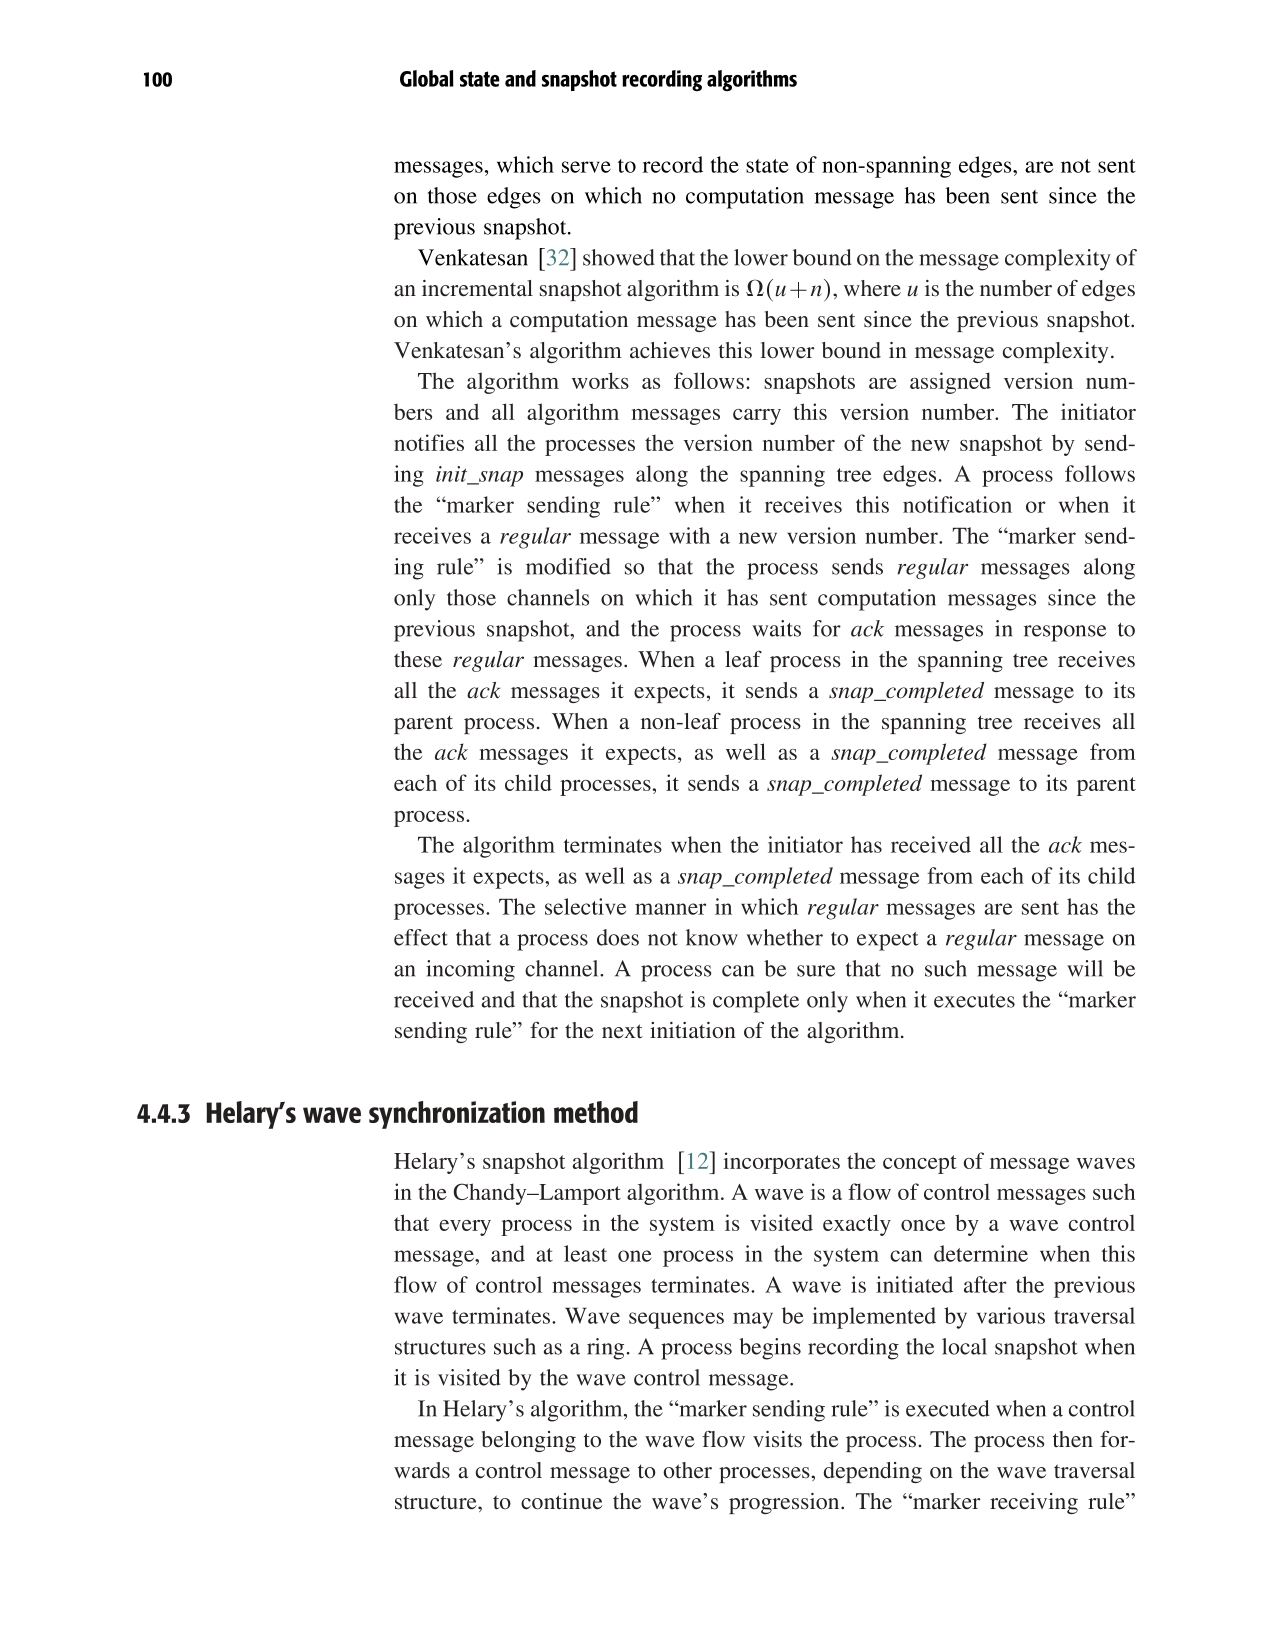 100 Global state and snapshot recording algorithms
messages, which serve to record the state of non-spanning edges, are not sent
on those edges on which no computation message has been sent since the
previous snapshot.
Venkatesan [32] showed that the lower bound on the message complexity of
an incremental snapshot algorithm is Ω(u+n), where u is the number of edges
on which a computation message has been sent since the previous snapshot.
Venkatesan’s algorithm achieves this lower bound in message complexity.
The algorithm works as follows: snapshots are assigned version num-
bers and all algorithm messages carry this version number. The initiator
notifies all the processes the version number of the new snapshot by send-
ing init_snap messages along the spanning tree edges. A process follows
the “marker sending rule” when it receives this notification or when it
receives a regular message with a new version number. The “marker send-
ing rule” is modified so that the process sends regular messages along
only those channels on which it has sent computation messages since the
previous snapshot, and the process waits for ack messages in response to
these regular messages. When a leaf process in the spanning tree receives
all the ack messages it expects, it sends a snap_completed message to its
parent process. When a non-leaf process in the spanning tree receives all
the ack messages it expects, as well as a snap_completed message from
each of its child processes, it sends a snap_completed message to its parent
process.
The algorithm terminates when the initiator has received all the ack mes-
sages it expects, as well as a snap_completed message from each of its child
processes. The selective manner in which regular messages are sent has the
effect that a process does not know whether to expect a regular message on
an incoming channel. A process can be sure that no such message will be
received and that the snapshot is complete only when it executes the “marker
sending rule” for the next initiation of the algorithm.
4.4.3 Helary’s wave synchronization method
Helary’s snapshot algorithm [12] incorporates the concept of message waves
in the Chandy–Lamport algorithm. A wave is a flow of control messages such
that every process in the system is visited exactly once by a wave control
message, and at least one process in the system can determine when this
flow of control messages terminates. A wave is initiated after the previous
wave terminates. Wave sequences may be implemented by various traversal
structures such as a ring. A process begins recording the local snapshot when
it is visited by the wave control message.
In Helary’s algorithm, the “marker sending rule” is executed when a control
message belonging to the wave flow visits the process. The process then for-
wards a control message to other processes, depending on the wave traversal
structure, to continue the wave’s progression. The “marker receiving rule”